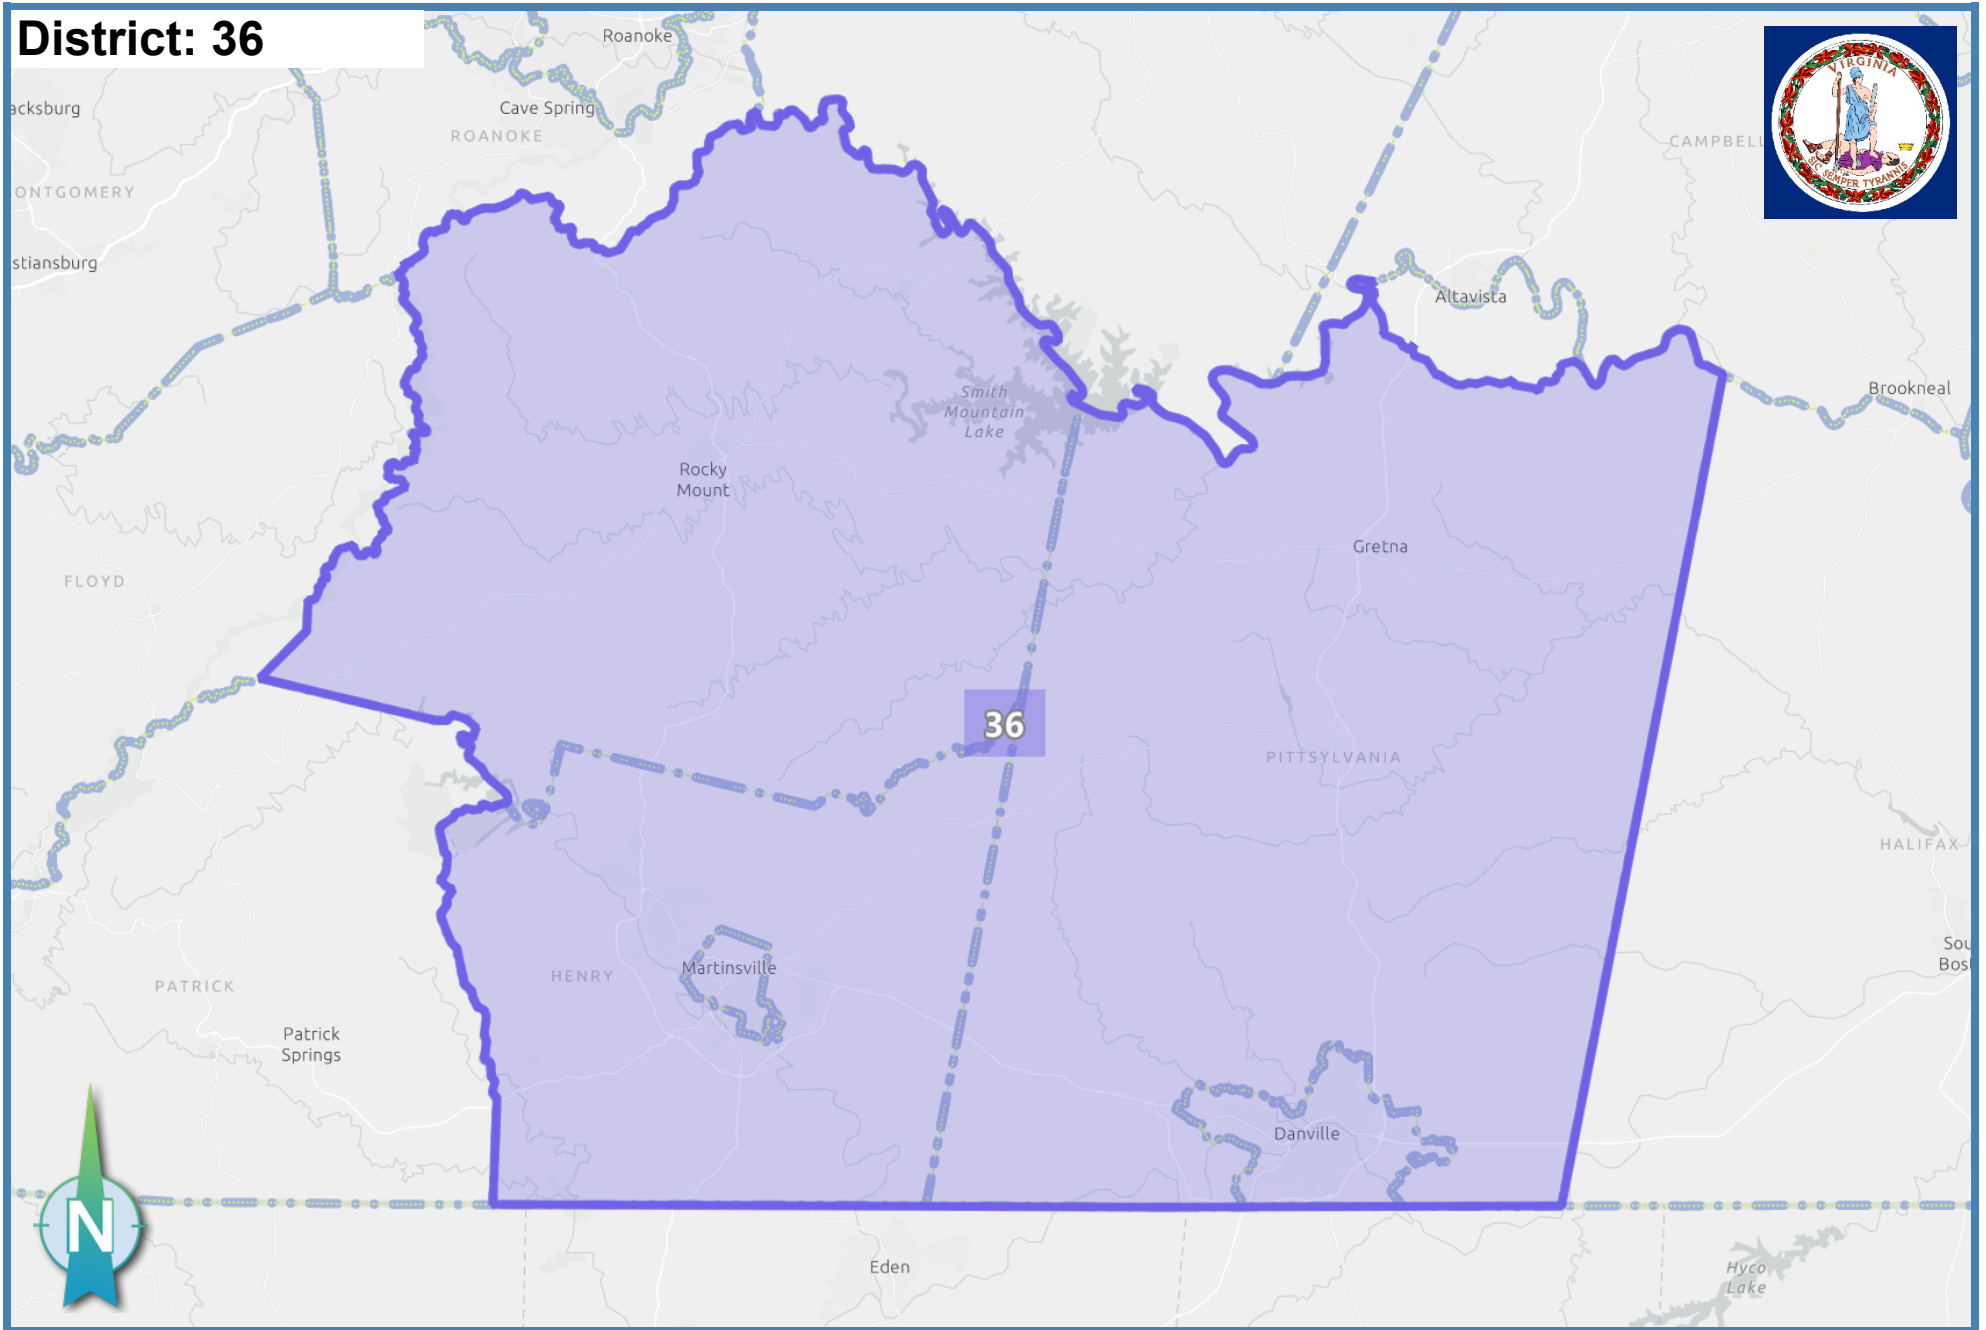 District: 36
Roanoke
VIRGINIA
SIC SEMPER TYRANNIS
acksburg
Cave Spring
ROANOKE
CAMPBELL
ONTGOMERY
stiansburg
Altavista
Smith
Mountain
Lake
Brookneal
Rocky
Mount
Gretna
FLOYD
36
PITTSYLVANIA
HALIFAX
Sou
Bost
Martinsville
HENRY
PATRICK
Patrick
Springs
Danville
N
Eden
Hyco
Lake